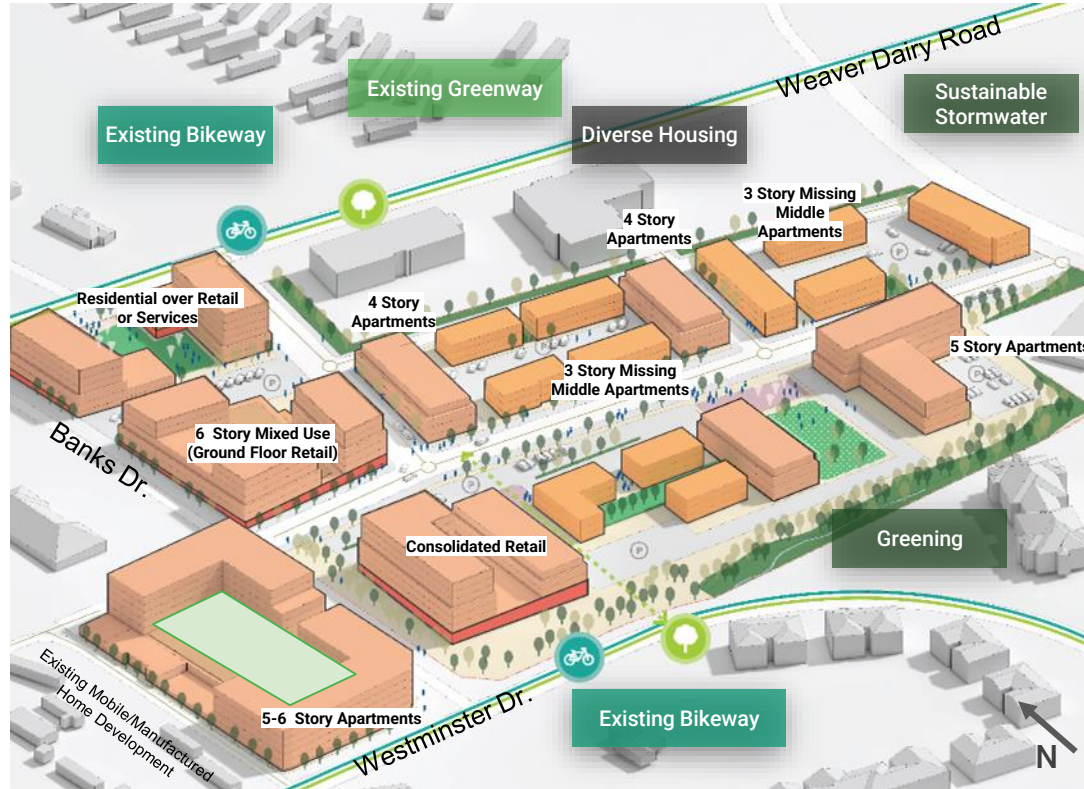 Weaver Dairy Road
Existing Greenway
Sustainable
Stormwater
Existing Bikeway
Diverse Housing
3 Story Missing
Middle
Apartments
4 Story
Apartments
Residential over Retail
or Services
4 Story
Apartments
5 Story Apartments
P
P
P
P
3 Story Missing
Middle Apartments
6 Story Mixed Use
(Ground Floor Retail)
Banks Dr.
P
P
Consolidated Retail
Greening
Existing Mobile/Manufactured
Home Development
5-6 Story Apartments
Westminster Dr.
Existing Bikeway
N